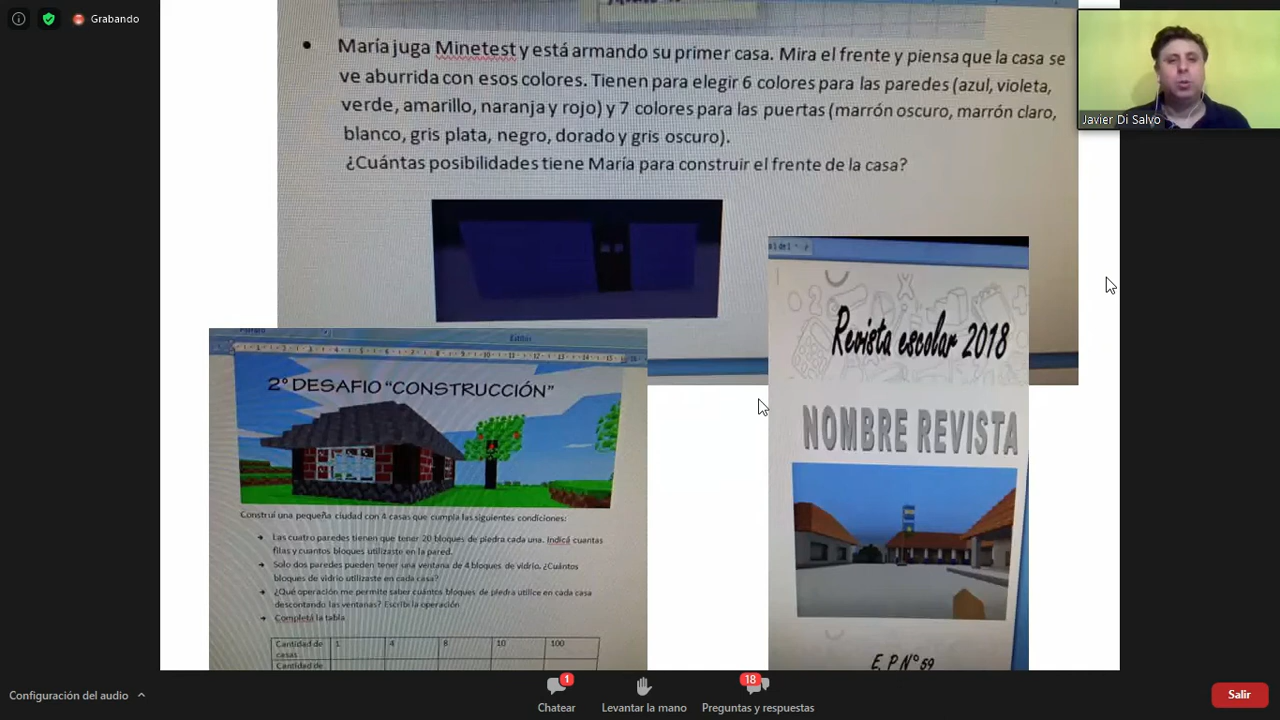 Grabando
María juga Minetest y está armando su primer casa. Mira el frente y piensa que la casa se
ve aburrida con esos colores. Tienen para elegir 6 colores para las paredes (azul, violeta,
verde, amarillo, naranja y rojo) y 7 colores para las puertas (marrón oscuro, marrón claro,
blanco, gris plata, negro, dorado y gris oscuro).
¿Cuántas posibilidades tiene María para construir el frente de la casa?
Javier Di Salvo
2° DESAFIO "CONSTRUCCIÓN"
Construí una pequeña ciudad con 4 casas que cumpla las siguientes condiciones:
Las cuatro paredes tienen que tener 20 bloques de piedra cada una. Indicá cuantas
filas y cuantos bloques utilizaste en la pared.
Solo dos paredes pueden tener una ventana de 4 bloques de vidrio. ¿Cuántos
bloques de vidrio utilizaste en cada casa?
¿Qué operación me permite saber cuántos bloques de piedra utilice en cada casa
descontando las ventanas? Escribí la operación
Completá la tabla
Cantidad de casas 1 4 8 10 100
Cantidad de
Revista escolar 2018
NOMBRE REVISTA
E. P N° 59
Configuración del audio
1
Chatear
Levantar la mano
18
Preguntas y respuestas
Salir